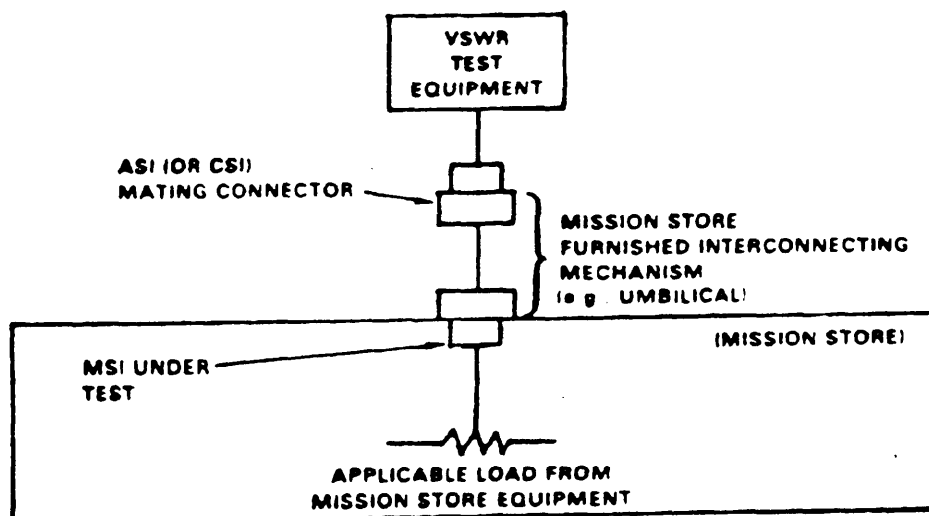 VSWR
TEST
EQUIPMENT
ASI (OR CSI)
MATING CONNECTOR
MISSION STORE
FURNISHED INTERCONNECTING
MECHANISM
(e g . UMBILICAL)
(MISSION STORE)
MSI UNDER
TEST
APPLICABLE LOAD FROM
MISSION STORE EQUIPMENT